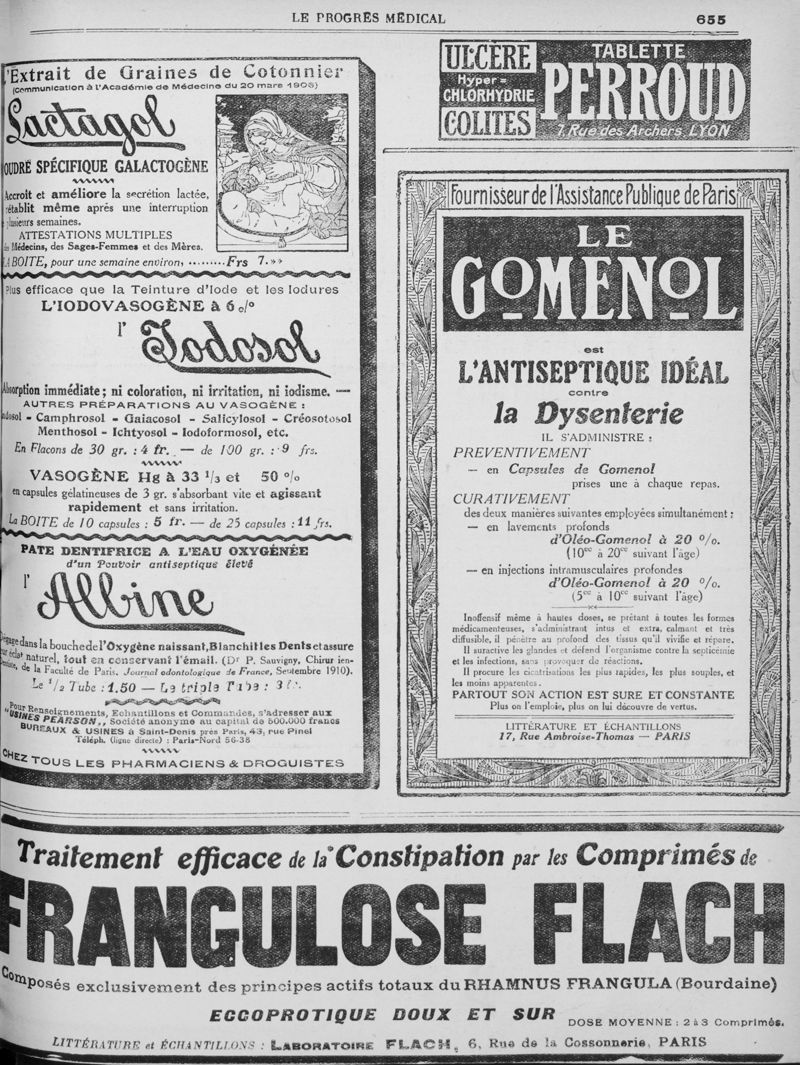 LE PROGRÈS MÉDICAL
655
L'Extrait de Graines de Cotonnier
(Communication à l'Académie de Médecine du 20 mars 1905)
Lactagol
POUDRE SPÉCIFIQUE GALACTOGÈNE
Accroît et améliore la sécrétion lactée,
rétablit même après une interruption
plusieurs semaines.
ATTESTATIONS MULTIPLES
des Médecins, des Sages-Femmes et des Mères.
LA BOITE, pour une semaine environ, ......... Frs 7.»»
Plus efficace que la Teinture d'Iode et les Iodures
L'IODOVASOGÈNE à 6 o/o
l'Iodosol
Absorption immédiate; ni coloration, ni irritation, ni iodisme. —
AUTRES PRÉPARATIONS AU VASOGÈNE :
Iodosol - Camphrosol - Gaiacosol - Salicylosol - Créosotosol
Menthosol - Ichtyosol - Iodoformosol, etc.
En Flacons de 30 gr. : 4 fr. — de 100 gr. : 9 frs.
VASOGÈNE Hg à 33 1/3 et 50 o/o
en capsules gélatineuses de 3 gr. s'absorbant vite et agissant
rapidement et sans irritation.
La BOITE de 10 capsules : 5 fr. — de 25 capsules : 11 frs.
PATE DENTIFRICE A L'EAU OXYGÉNÉE
d'un Pouvoir antiseptique élevé
l'Albine
Dégage dans la bouche de l'Oxygène naissant, Blanchit les Dents et assure
leur éclat naturel, tout en conservant l'émail. (Dr P. Sauvigny, Chirur ien-
Dentiste, de la Faculté de Paris. Journal odontologique de France, Septembre 1910).
Le 1/2 Tube : 1.50 — Le triple Tube : 3 fr.
Pour Renseignements, Echantillons et Commandes, s'adresser aux
"USINES PEARSON,, Société anonyme au capital de 500.000 francs
BUREAUX & USINES à Saint-Denis près Paris, 43, rue Pinel
Téléph. (ligne directe) : Paris-Nord 56-38
CHEZ TOUS LES PHARMACIENS & DROGUISTES
ULCÈRE
Hyper=
CHLORHYDRIE
COLITES
TABLETTE
PERROUD
7, Rue des Archers, LYON
Fournisseur de l'Assistance Publique de Paris
LE
GOMENOL
est
L'ANTISEPTIQUE IDÉAL
contre
la Dysenterie
IL S'ADMINISTRE :
PREVENTIVEMENT
— en Capsules de Gomenol
prises une à chaque repas.
CURATIVEMENT
des deux manières suivantes employées simultanément :
— en lavements profonds
d'Oléo-Gomenol à 20 %.
(10cc à 20cc suivant l'âge)
— en injections intramusculaires profondes
d'Oléo-Gomenol à 20 %.
(5cc à 10cc suivant l'âge)
Inoffensif même à hautes doses, se prêtant à toutes les formes
médicamenteuses, s'administrant intus et extra, calmant et très
diffusible, il pénètre au profond des tissus qu'il vivifie et répare.
Il suractive les glandes et défend l'organisme contre la septicémie
et les infections, sans provoquer de réactions.
Il procure les cicatrisations les plus rapides, les plus souples, et
les moins apparentes.
PARTOUT SON ACTION EST SURE ET CONSTANTE
Plus on l'emploie, plus on lui découvre de vertus.
LITTÉRATURE ET ÉCHANTILLONS
17, Rue Ambroise-Thomas — PARIS
Traitement efficace de la Constipation par les Comprimés de
FRANGULOSE FLACH
Composés exclusivement des principes actifs totaux du RHAMNUS FRANGULA (Bourdaine)
ECCOPROTIQUE DOUX ET SUR
DOSE MOYENNE : 2 à 3 Comprimés.
LITTÉRATURE et ÉCHANTILLONS : LABORATOIRE FLACH, 6, Rue de la Cossonnerie, PARIS